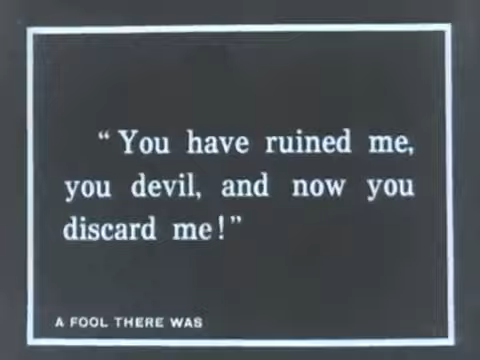 “ You have ruined me,
you devil, and now you
discard me!”
A FOOL THERE WAS